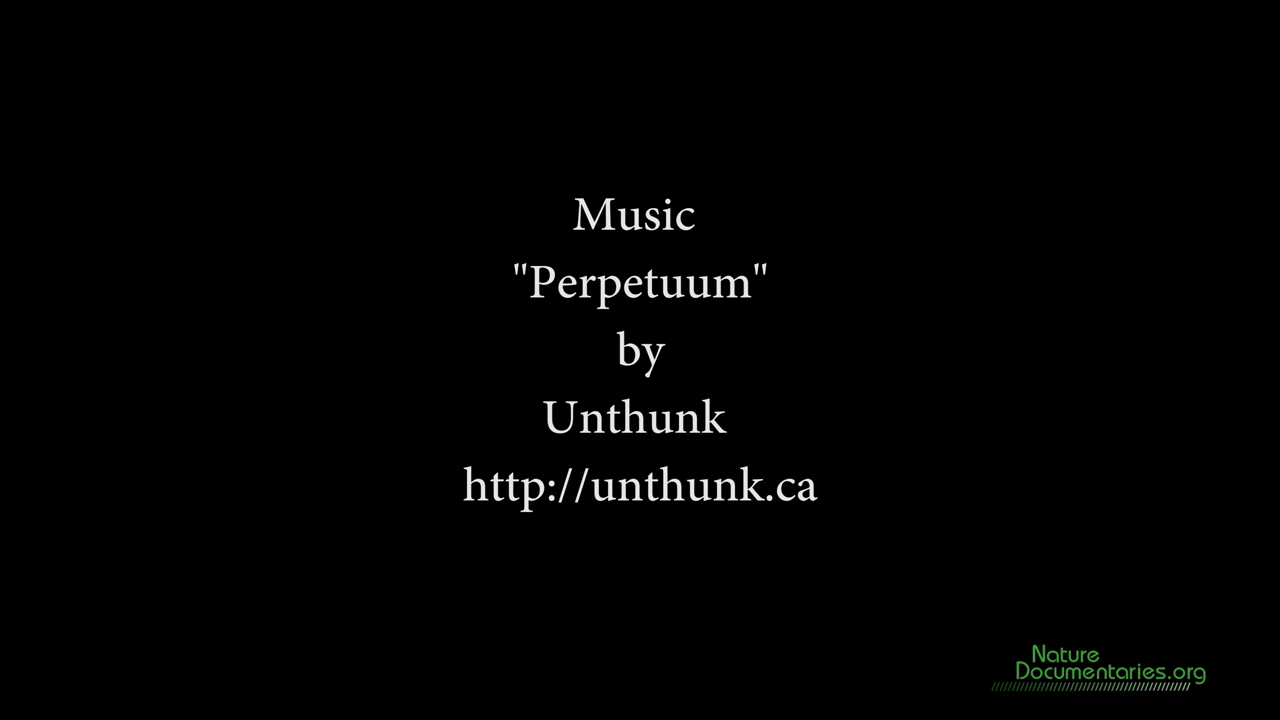 Music
"Perpetuum"
by
Unthunk
http://unthunk.ca
Nature
Documentaries.org